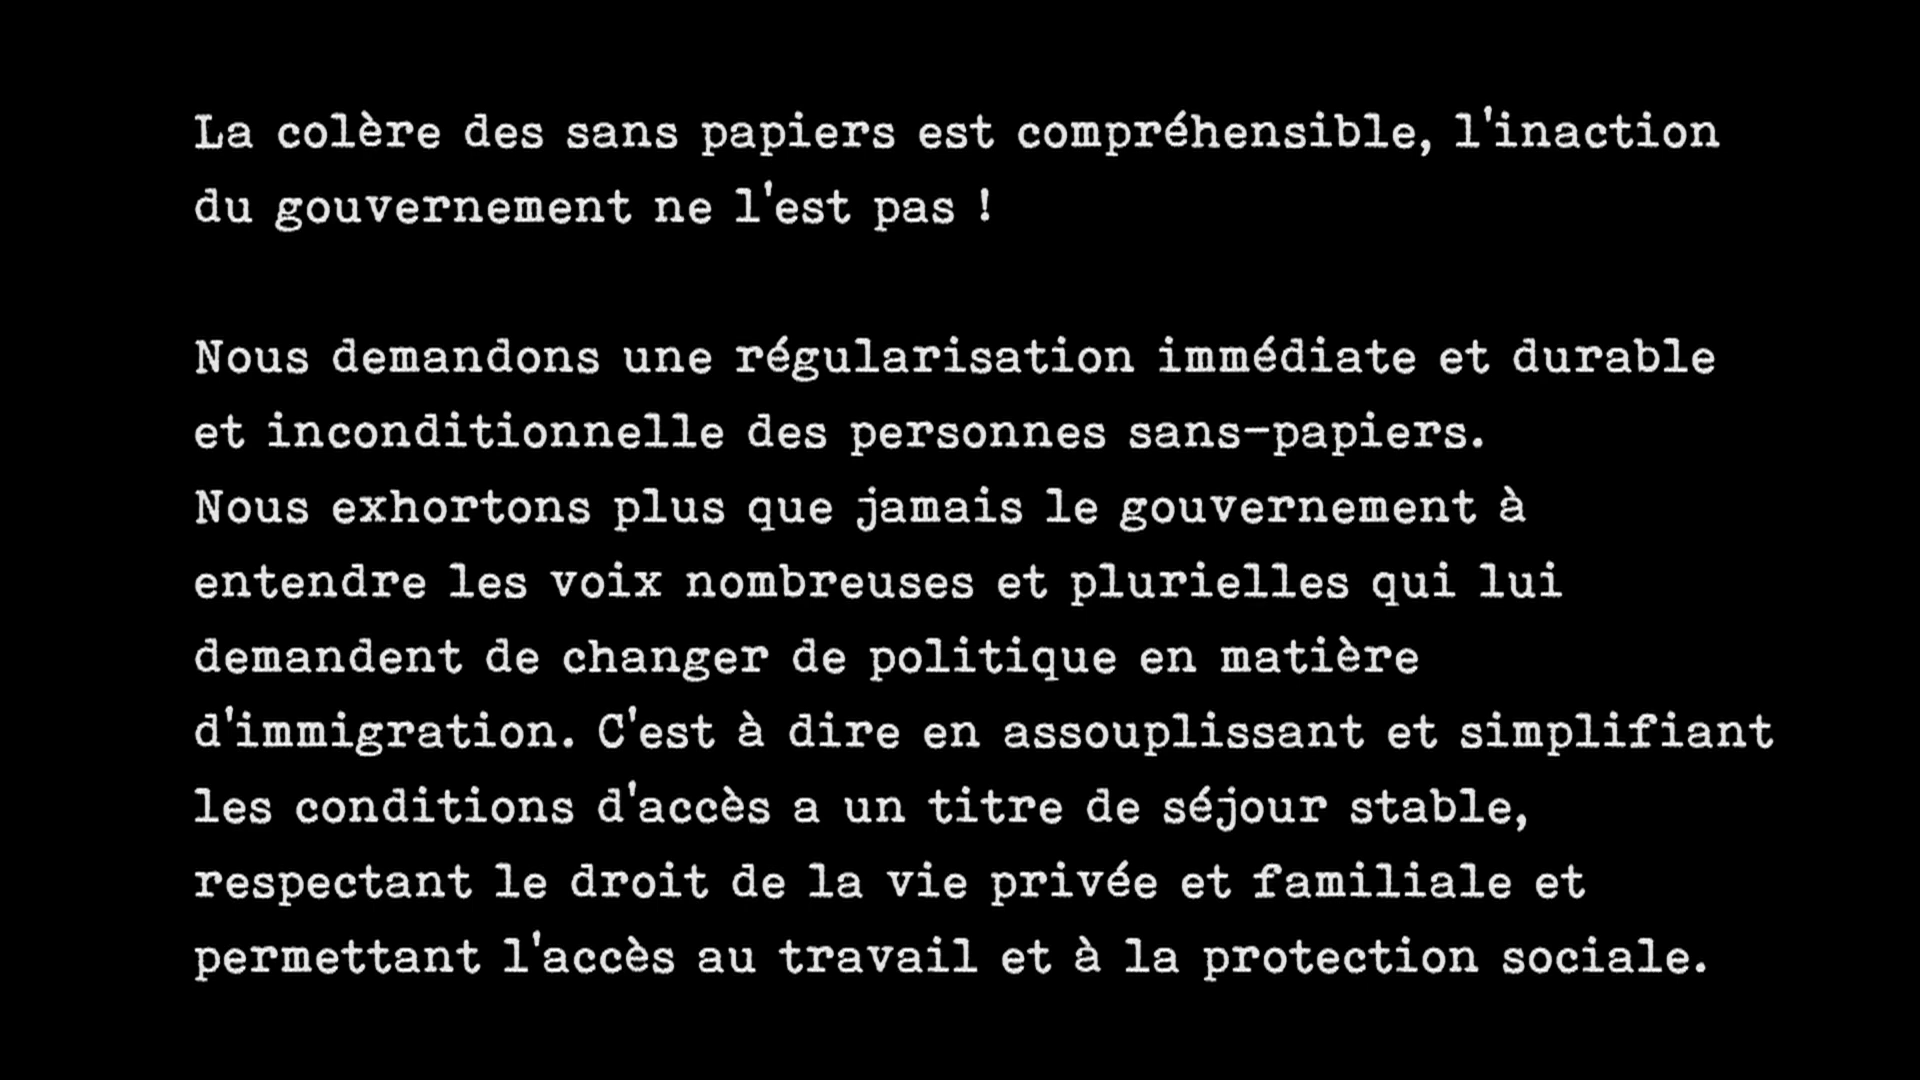 La colère des sans papiers est compréhensible, l'inaction
du gouvernement ne l'est pas !
Nous demandons une régularisation immédiate et durable
et inconditionnelle des personnes sans-papiers.
Nous exhortons plus que jamais le gouvernement à
entendre les voix nombreuses et plurielles qui lui
demandent de changer de politique en matière
d'immigration. C'est à dire en assouplissant et simplifiant
les conditions d'accès a un titre de séjour stable,
respectant le droit de la vie privée et familiale et
permettant l'accès au travail et à la protection sociale.